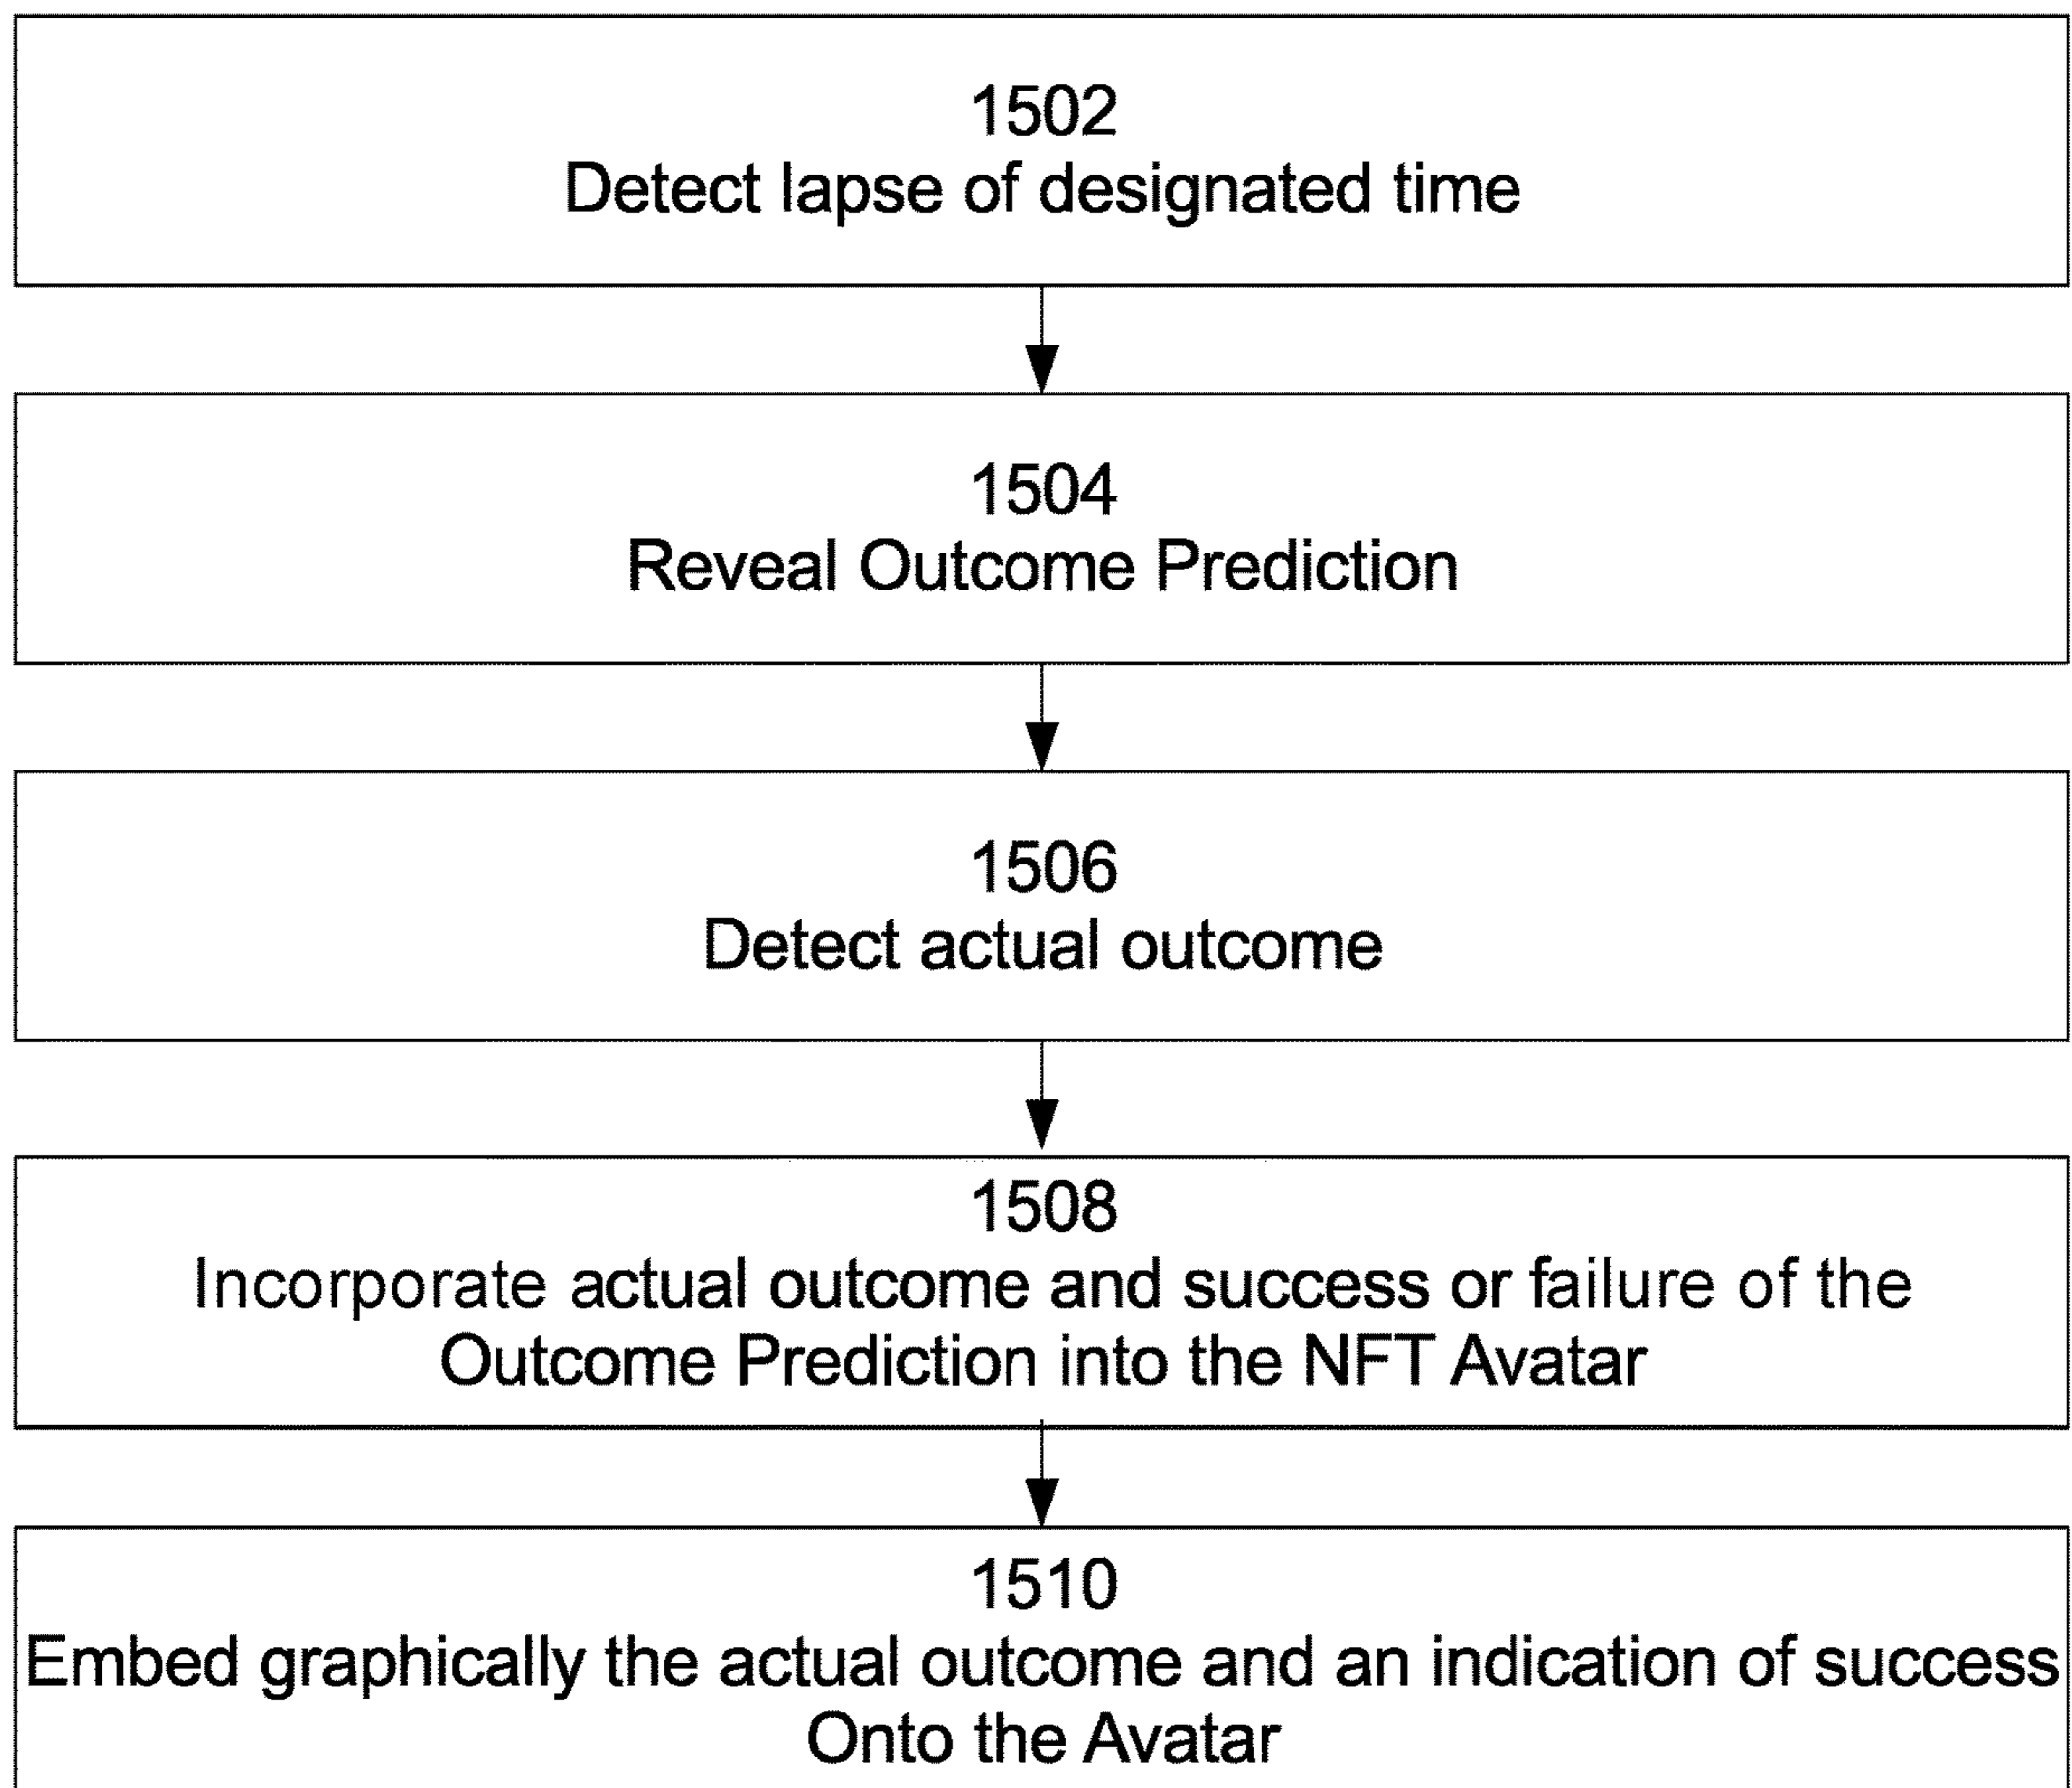 1502
Detect lapse of designated time
1504
Reveal Outcome Prediction
1506
Detect actual outcome
1508
Incorporate actual outcome and success or failure of the
Outcome Prediction into the NFT Avatar
1510
Embed graphically the actual outcome and an indication of success
Onto the Avatar